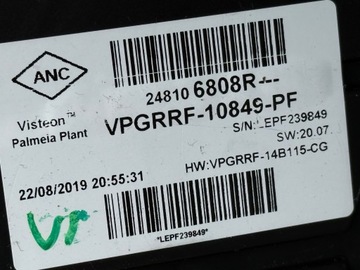 ANC
24810 6808R---
Visteon™
Palmeia Plant
VPGRRF-10849-PF
S/N:LEPF239849
SW:20.07
HW:VPGRRF-14B115-CG
22/08/2019 20:55:31
Vr
*LEPF239849*